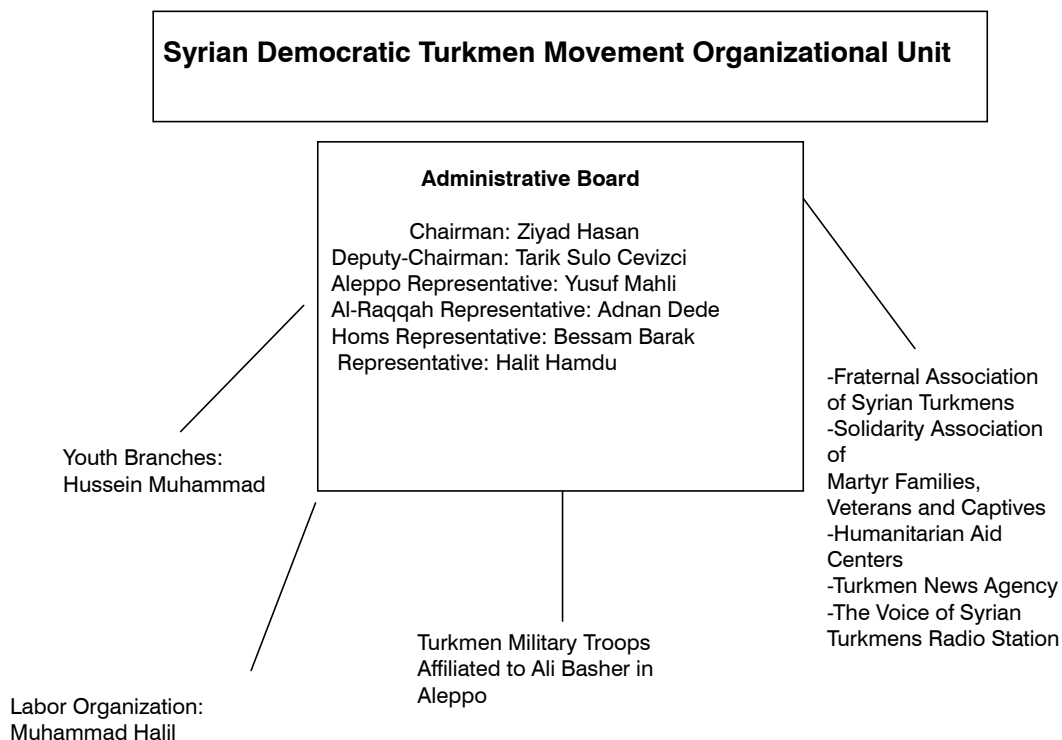 Syrian Democratic Turkmen Movement Organizational Unit
Administrative Board
Chairman: Ziyad Hasan
Deputy-Chairman: Tarik Sulo Cevizci
Aleppo Representative: Yusuf Mahli
Al-Raqqah Representative: Adnan Dede
Homs Representative: Bessam Barak
Representative: Halit Hamdu
Youth Branches:
Hussein Muhammad
Labor Organization:
Muhammad Halil
Turkmen Military Troops
Affiliated to Ali Basher in
Aleppo
-Fraternal Association
of Syrian Turkmens
-Solidarity Association
of
Martyr Families,
Veterans and Captives
-Humanitarian Aid
Centers
-Turkmen News Agency
-The Voice of Syrian
Turkmens Radio Station